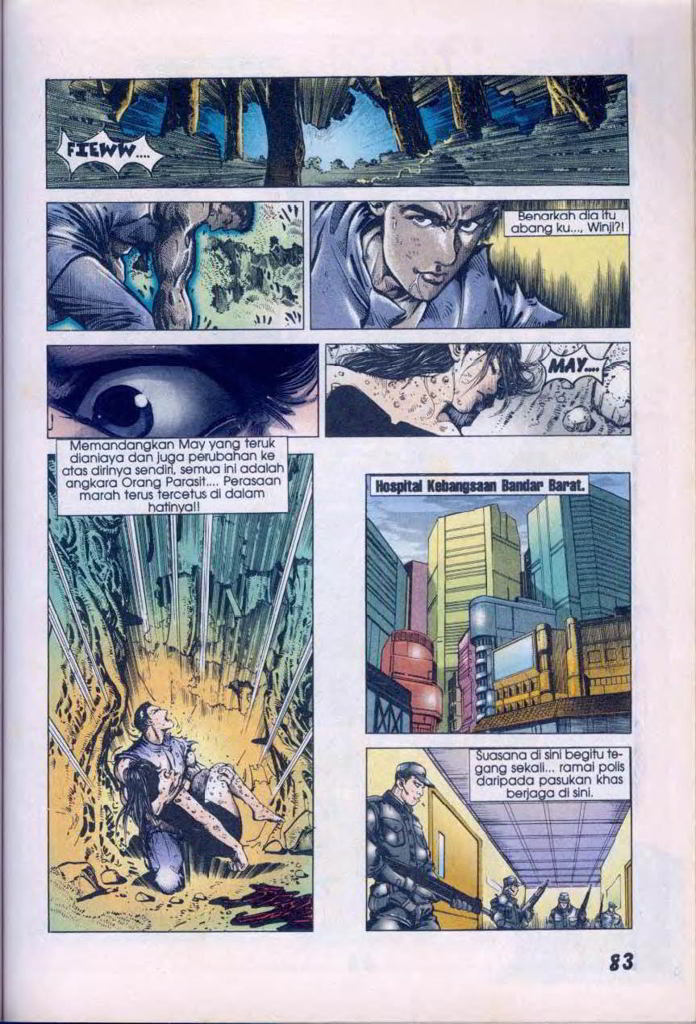 FIEWW....
Benarkah dia itu
abang ku..., Winji?!
MAY....
Memandangkan May yang teruk
dianiaya dan juga perubahan ke
atas dirinya sendiri, semua ini adalah
angkara Orang Parasit.... Perasaan
marah terus tercetus di dalam
hatinya!!
Hospital Kebangsaan Bandar Barat.
Suasana di sini begitu te-
gang sekali... ramai polis
daripada pasukan khas
berjaga di sini.
83